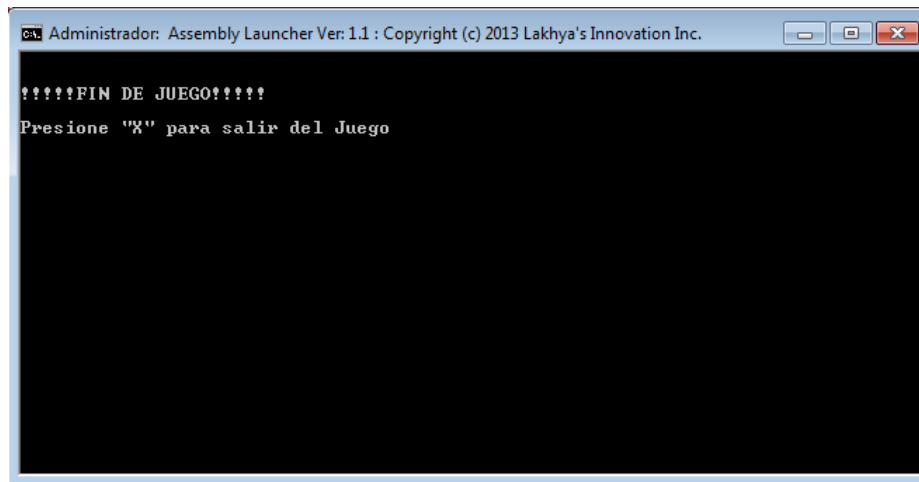 Administrador: Assembly Launcher Ver: 1.1 : Copyright (c) 2013 Lakhya's Innovation Inc.
!!!!!FIN DE JUEGO!!!!!
Presione "X" para salir del Juego